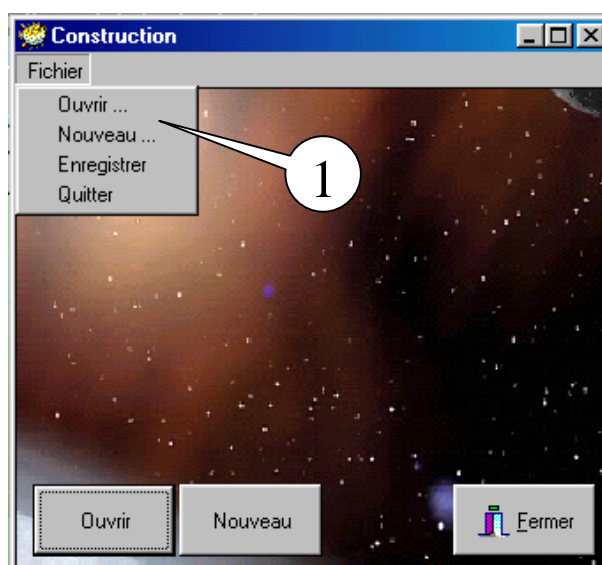 Construction
Fichier
Ouvrir ...
Nouveau ...
Enregistrer
Quitter
1
Ouvrir
Nouveau
Fermer